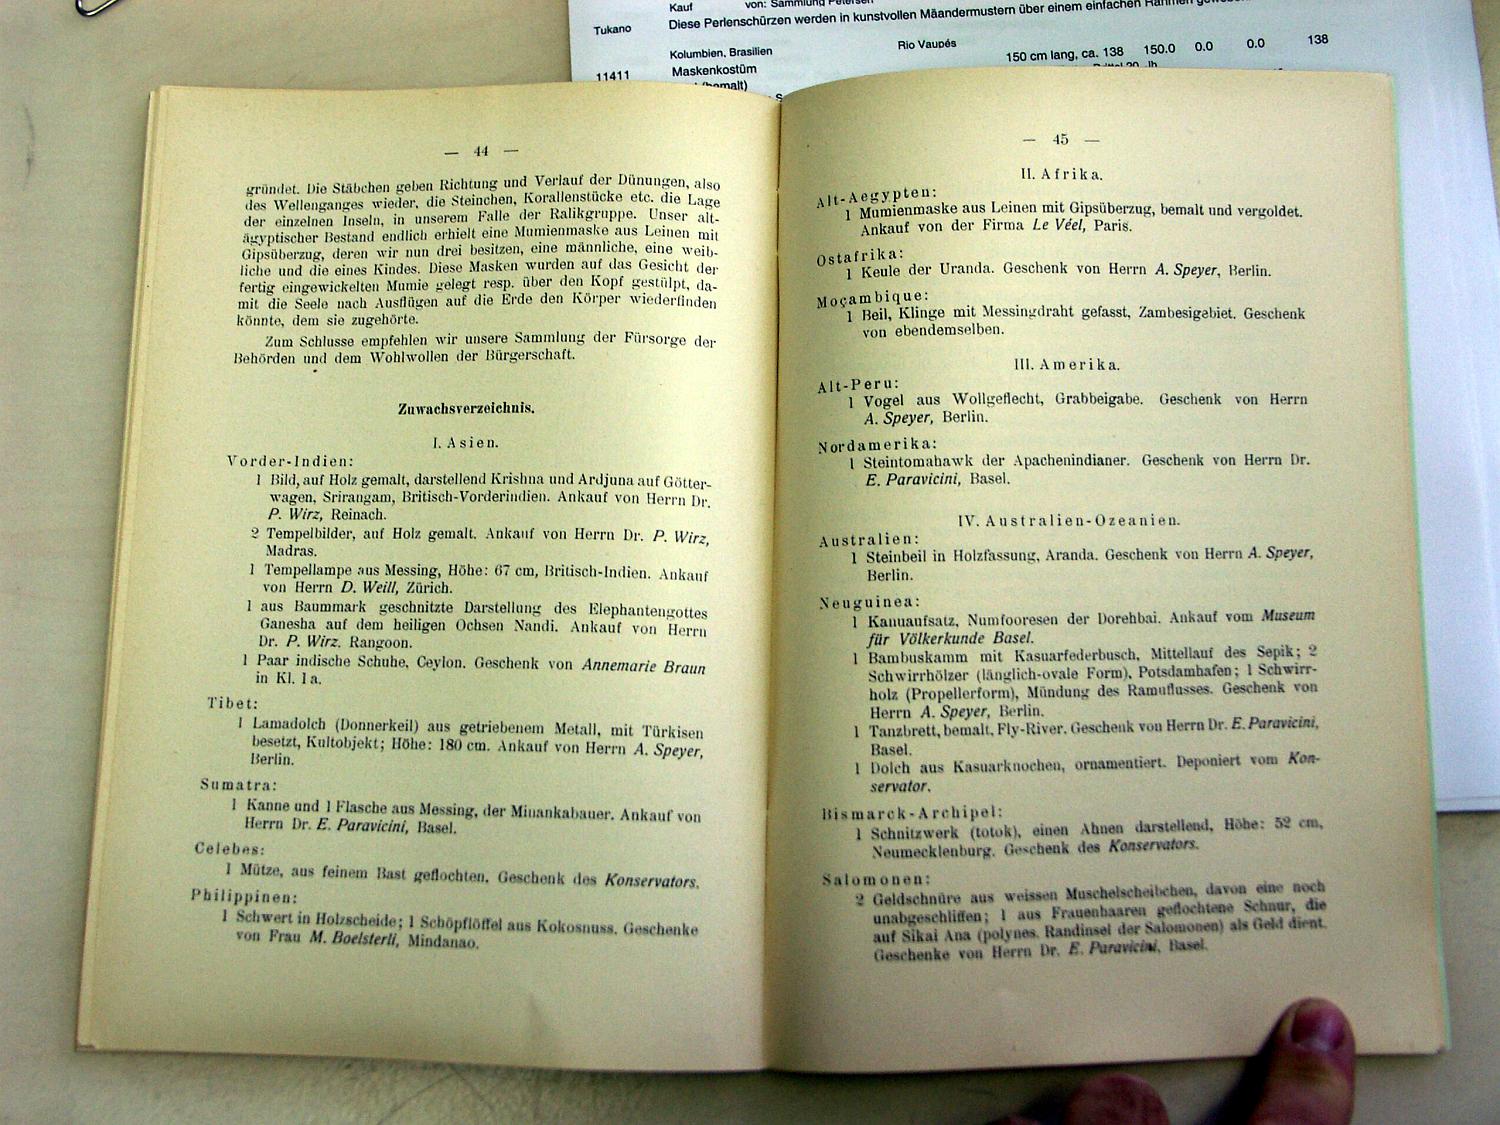 Kauf von: Sammlung Petersen
Tukano Diese Perlenschürzen werden in kunstvollen Mäandermustern über einem einfachen Rahmen
Kolumbien, Brasilien Rio Vaupés 150 cm lang, ca. 138 150.0 0.0 0.0 138
11411 Maskenkostüm
— 44 —
gründet. Die Stäbchen geben Richtung und Verlauf der Dünungen, also
des Wellenganges wieder, die Steinchen, Korallenstücke etc. die Lage
der einzelnen Inseln, in unserem Falle der Ralikgruppe. Unser alt-
ägyptischer Bestand endlich erhielt eine Mumienmaske aus Leinen mit
Gipsüberzug, deren wir nun drei besitzen, eine männliche, eine weib-
liche und die eines Kindes. Diese Masken wurden auf das Gesicht der
fertig eingewickelten Mumie gelegt resp. über den Kopf gestülpt, da-
mit die Seele nach Ausflügen auf die Erde den Körper wiederfinden
könnte, dem sie zugehörte.
Zum Schlusse empfehlen wir unsere Sammlung der Fürsorge der
Behörden und dem Wohlwollen der Bürgerschaft.
Zuwachsverzeichnis.
I. Asien.
Vorder-Indien:
1 Bild, auf Holz gemalt, darstellend Krishna und Ardjuna auf Götter-
wagen, Srirangam, Britisch-Vorderindien. Ankauf von Herrn Dr.
P. Wirz, Reinach.
2 Tempelbilder, auf Holz gemalt. Ankauf von Herrn Dr. P. Wirz,
Madras.
1 Tempellampe aus Messing, Höhe: 67 cm, Britisch-Indien. Ankauf
von Herrn D. Weill, Zürich.
1 aus Baummark geschnitzte Darstellung des Elephantengottes
Ganesha auf dem heiligen Ochsen Nandi. Ankauf von Herrn
Dr. P. Wirz, Rangoon.
1 Paar indische Schuhe, Ceylon. Geschenk von Annemarie Braun
in Kl. 1a.
Tibet:
1 Lamadolch (Donnerkeil) aus getriebenem Metall, mit Türkisen
besetzt, Kultobjekt; Höhe: 180 cm. Ankauf von Herrn A. Speyer,
Berlin.
Sumatra:
1 Kanne und 1 Flasche aus Messing, der Minankabauer. Ankauf von
Herrn Dr. E. Paravicini, Basel.
Celebes:
1 Mütze, aus feinem Bast geflochten. Geschenk des Konservators.
Philippinen:
1 Schwert in Holzscheide; 1 Schöpflöffel aus Kokosnuss. Geschenke
von Frau M. Boelsterli, Mindanao.
— 45 —
II. Afrika.
Alt-Aegypten:
1 Mumienmaske aus Leinen mit Gipsüberzug, bemalt und vergoldet.
Ankauf von der Firma Le Véel, Paris.
Ostafrika:
1 Keule der Uranda. Geschenk von Herrn A. Speyer, Berlin.
Moçambique:
1 Beil, Klinge mit Messingdraht gefasst, Zambesigebiet. Geschenk
von ebendemselben.
III. Amerika.
Alt-Peru:
1 Vogel aus Wollgeflecht, Grabbeigabe. Geschenk von Herrn
A. Speyer, Berlin.
Nordamerika:
1 Steintomahawk der Apachenindianer. Geschenk von Herrn Dr.
E. Paravicini, Basel.
IV. Australien-Ozeanien.
Australien:
1 Steinbeil in Holzfassung, Aranda. Geschenk von Herrn A. Speyer,
Berlin.
Neuguinea:
1 Kanuaufsatz, Numfooresen der Dorehbai. Ankauf vom Museum
für Völkerkunde Basel.
1 Bambuskamm mit Kasuarfederbusch, Mittellauf des Sepik; 2
Schwirrhölzer (länglich-ovale Form), Potsdamhafen; 1 Schwirr-
holz (Propellerform), Mündung des Ramuflusses. Geschenk von
Herrn A. Speyer, Berlin.
1 Tanzbrett, bemalt, Fly-River. Geschenk von Herrn Dr. E. Paravicini,
Basel.
1 Dolch aus Kasuarknochen, ornamentiert. Deponiert vom Kon-
servator.
Bismarck-Archipel:
1 Schnitzwerk (totok), einen Ahnen darstellend, Höhe: 52 cm,
Neumecklenburg. Geschenk des Konservators.
Salomonen:
2 Geldschnüre aus weissen Muschelscheibchen, davon eine noch
unabgeschliffen; 1 aus Frauenhaaren geflochtene Schnur, die
auf Sikai Ana (polynes. Randinsel der Salomonen) als Geld dient.
Geschenke von Herrn Dr. E. Paravicini, Basel.